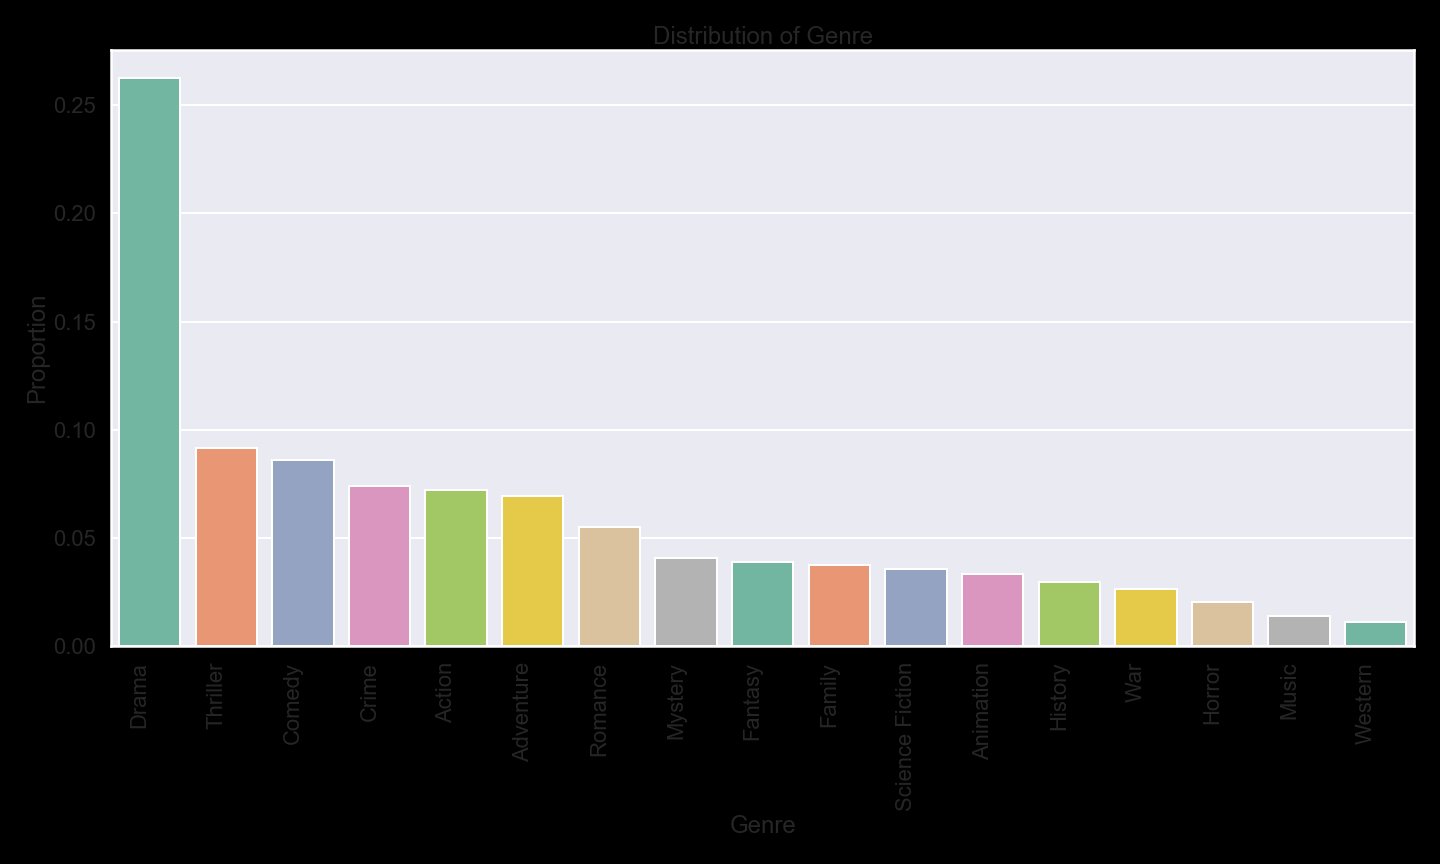 Distribution of Genre
0.25
0.20
0.15
0.10
0.05
0.00
Proportion
Drama
Thriller
Comedy
Crime
Action
Adventure
Romance
Mystery
Fantasy
Family
Science Fiction
Animation
History
War
Horror
Music
Western
Genre